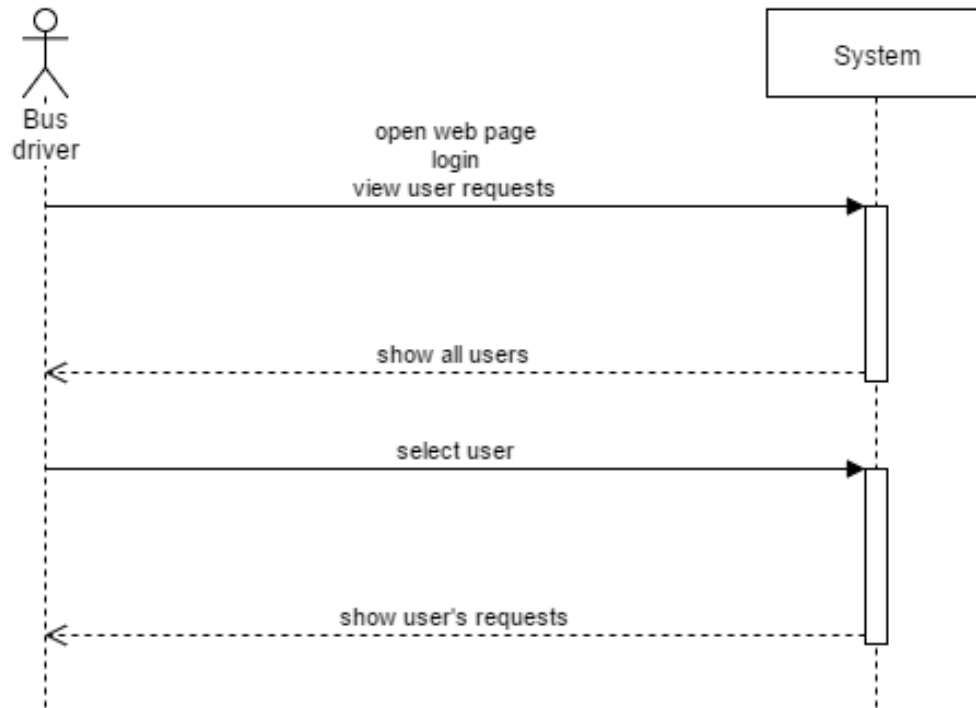 System
Bus
driver
open web page
login
view user requests
show all users
select user
show user's requests